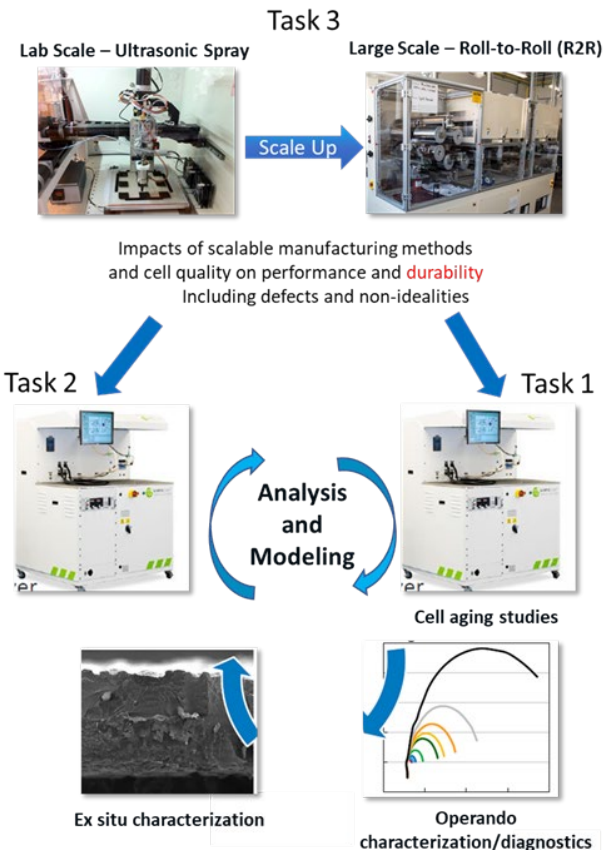 Task 3
Lab Scale – Ultrasonic Spray
Large Scale – Roll-to-Roll (R2R)
Scale Up
Impacts of scalable manufacturing methods
and cell quality on performance and durability
Including defects and non-idealities
Task 2
Task 1
Analysis
and
Modeling
Cell aging studies
Ex situ characterization
Operando
characterization/diagnostics